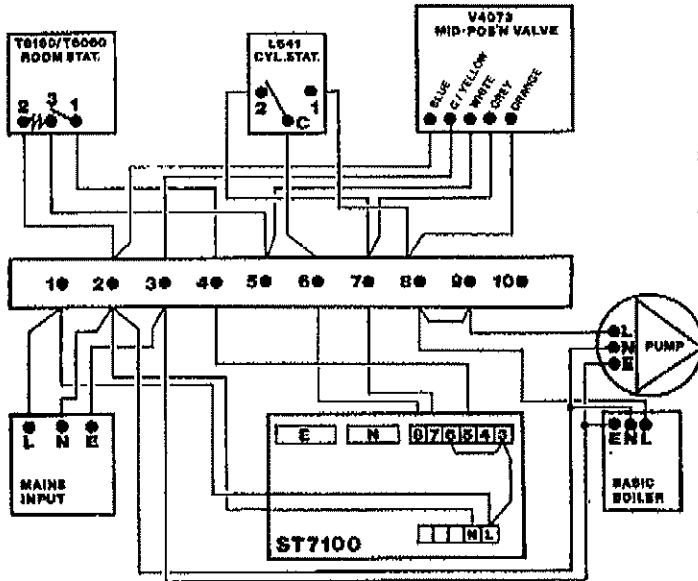 T6160/T6060
ROOM STAT.
2 3 1
L641
CYL.STAT.
2 1
C
V4073
MID-POS'N VALVE
BLUE
G/YELLOW
WHITE
GREY
ORANGE
1 2 3 4 5 6 7 8 9 10
L
N
E
PUMP
L N E
MAINS
INPUT
E N 8 7 6 5 4 3
N L
ST7100
E N L
BASIC
BOILER